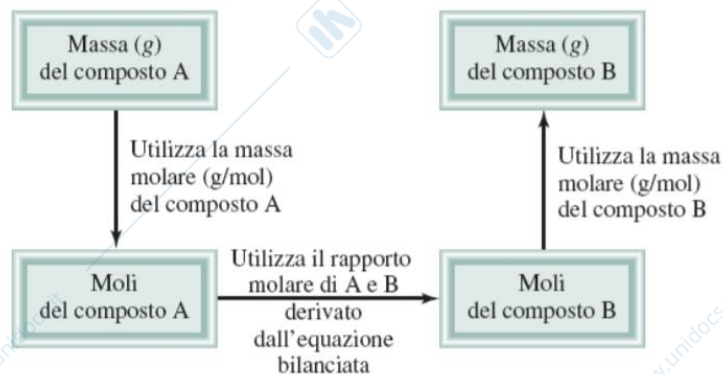 Massa (g)
del composto A
Massa (g)
del composto B
Utilizza la massa
molare (g/mol)
del composto A
Utilizza la massa
molare (g/mol)
del composto B
Moli
del composto A
Utilizza il rapporto
molare di A e B
derivato
dall'equazione
bilanciata
Moli
del composto B